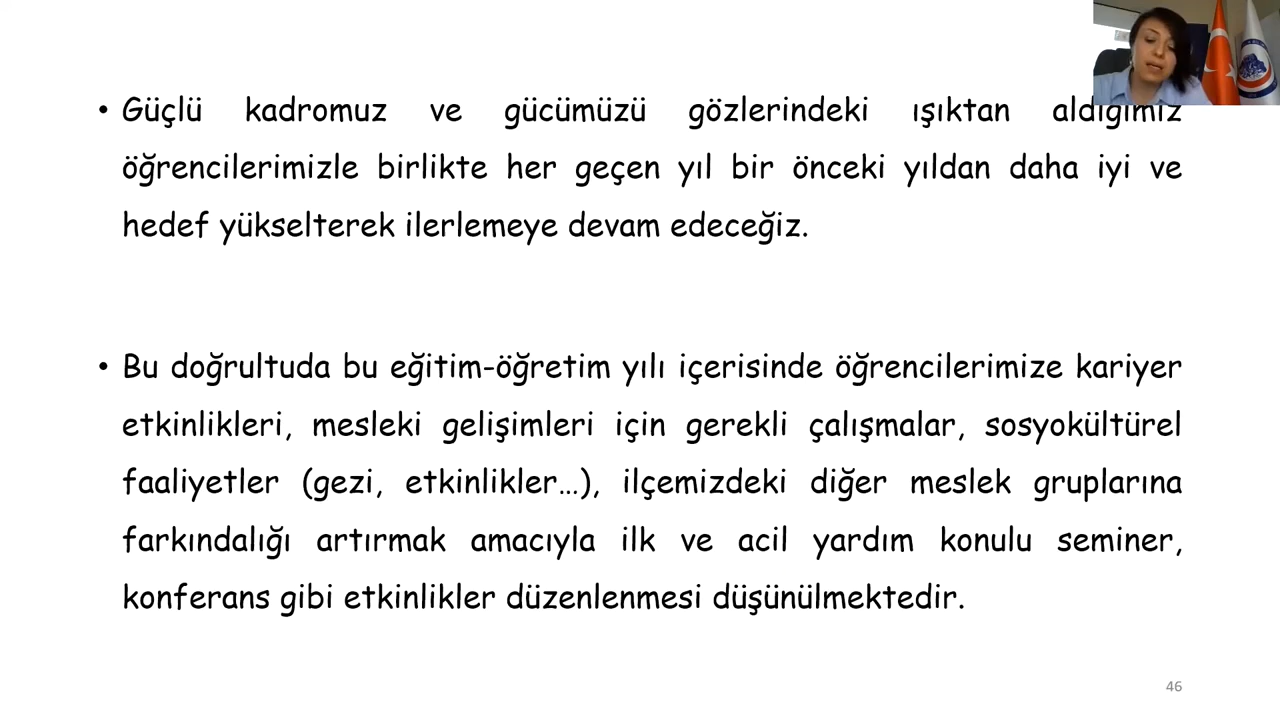 • Güçlü kadromuz ve gücümüzü gözlerindeki ışıktan aldığımız
öğrencilerimizle birlikte her geçen yıl bir önceki yıldan daha iyi ve
hedef yükselterek ilerlemeye devam edeceğiz.
• Bu doğrultuda bu eğitim-öğretim yılı içerisinde öğrencilerimize kariyer
etkinlikleri, mesleki gelişimleri için gerekli çalışmalar, sosyokültürel
faaliyetler (gezi, etkinlikler…), ilçemizdeki diğer meslek gruplarına
farkındalığı artırmak amacıyla ilk ve acil yardım konulu seminer,
konferans gibi etkinlikler düzenlenmesi düşünülmektedir.
46